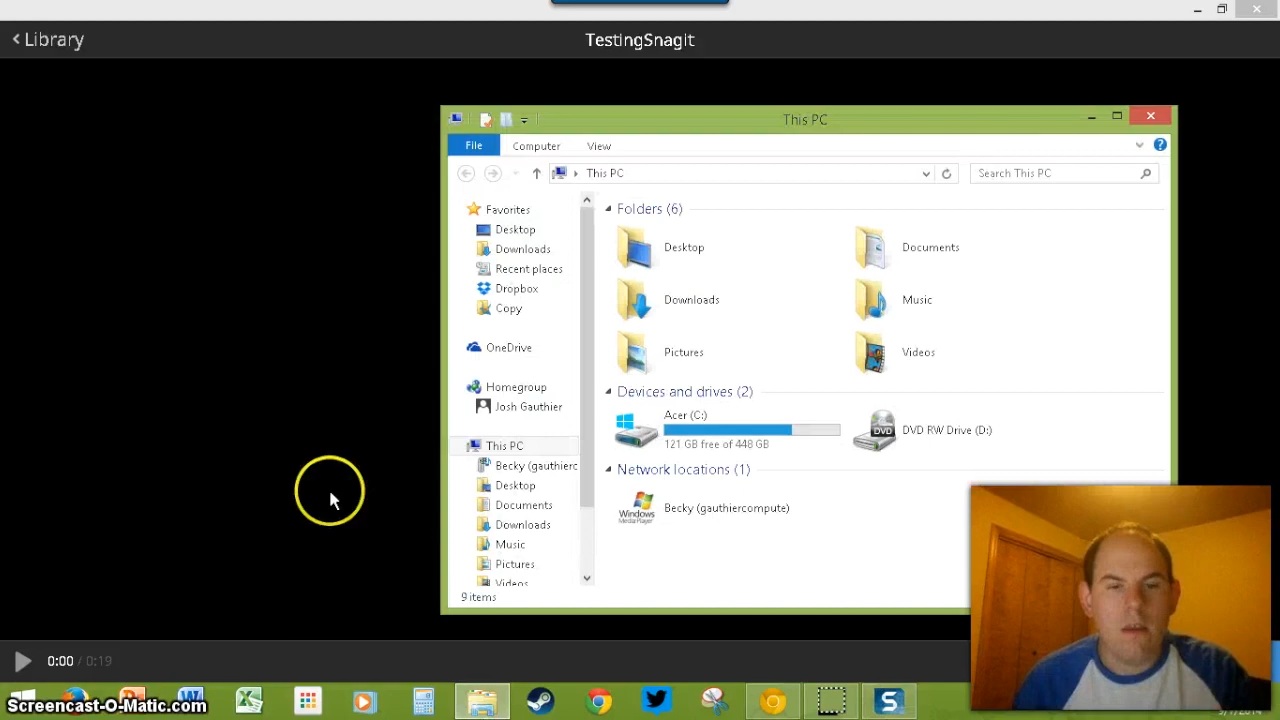 Library
TestingSnagit
This PC
File
Computer
View
This PC
Search This PC
Favorites
Desktop
Downloads
Recent places
Dropbox
Copy
OneDrive
Homegroup
Josh Gauthier
This PC
Becky (gauthierc
Desktop
Documents
Downloads
Music
Pictures
Videos
Folders (6)
Desktop
Documents
Downloads
Music
Pictures
Videos
Devices and drives (2)
Acer (C:)
121 GB free of 448 GB
DVD
DVD RW Drive (D:)
Network locations (1)
Windows
MediaPlayer
Becky (gauthiercompute)
9 items
0:00 / 0:19
Screencast-O-Matic.com